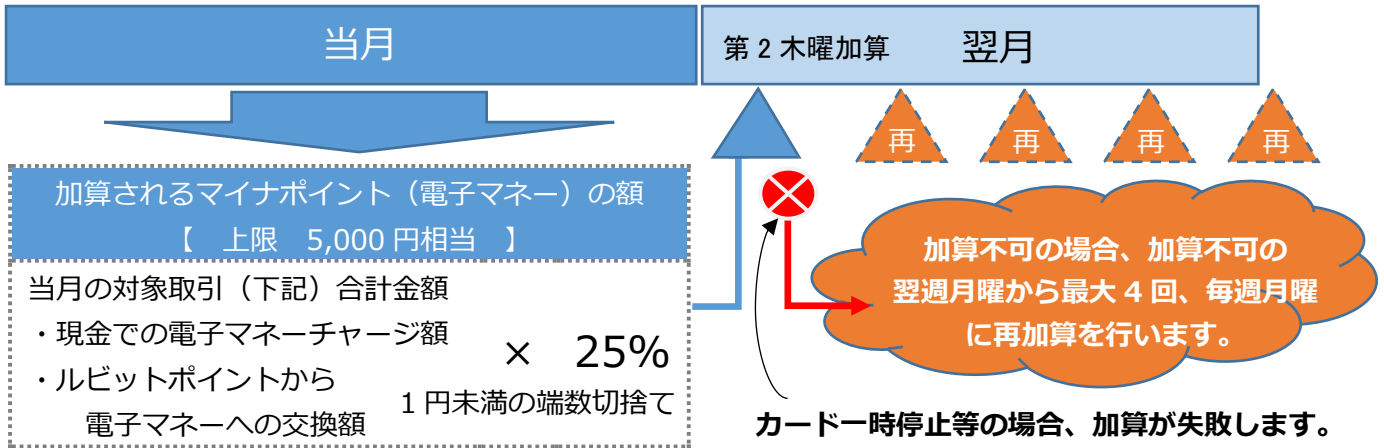 当月
第2木曜加算 翌月
再 再 再 再
加算されるマイナポイント（電子マネー）の額
【 上限 5,000円相当 】
当月の対象取引（下記）合計金額
・現金での電子マネーチャージ額
・ルビットポイントから
電子マネーへの交換額
× 25%
1円未満の端数切捨て
加算不可の場合、加算不可の
翌週月曜から最大4回、毎週月曜
に再加算を行います。
カード一時停止等の場合、加算が失敗します。